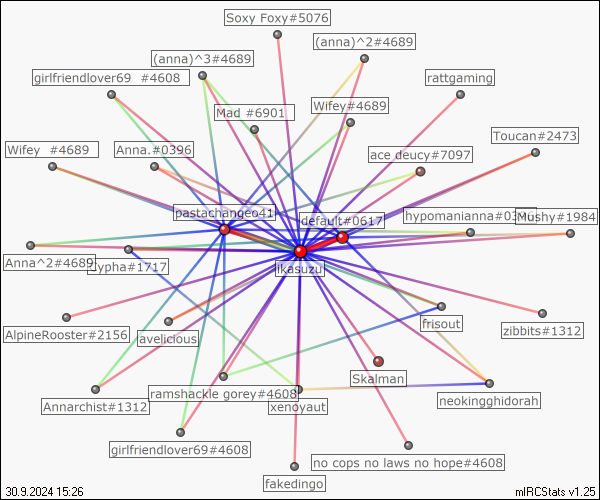 Soxy Foxy#5076
(anna)^2#4689
(anna)^3#4689
girlfriendlover69 #4608
rattgaming
Mad #6901
Wifey#4689
Toucan#2473
Wifey #4689
Anna.#0396
ace deucy#7097
pastachangeo41
default#0617
hypomanianna#03
Mushy#1984
Anna^2#4689
#1717
ikasuzu
AlpineRooster#2156
avelicious
frisout
zibbits#1312
Skalman
Annarchist#1312
ramshackle gorey#4608
xenoyaut
neokingghidorah
girlfriendlover69#4608
no cops no laws no hope#4608
fakedingo
30.9.2024 15:26
mIRCStats v1.25